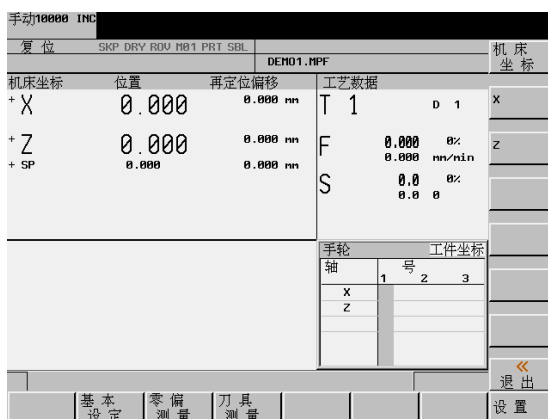 手动10000 INC
复 位
SKP DRY ROV M01 PRT SBL
DEMO1.MPF
机 床
坐 标
机床坐标 位置 再定位偏移
工艺数据
+ X 0.000 0.000 mm
T 1 D 1
X
+ Z 0.000 0.000 mm
F 0.000 0%
0.000 mm/min
Z
+ SP 0.000 0.000 mm
S 0.0 0%
0.0 0
手轮 工件坐标
轴 号
1 2 3
X
Z
«
退 出
基 本
设 定
零 偏
测 量
刀 具
测 量
设 置